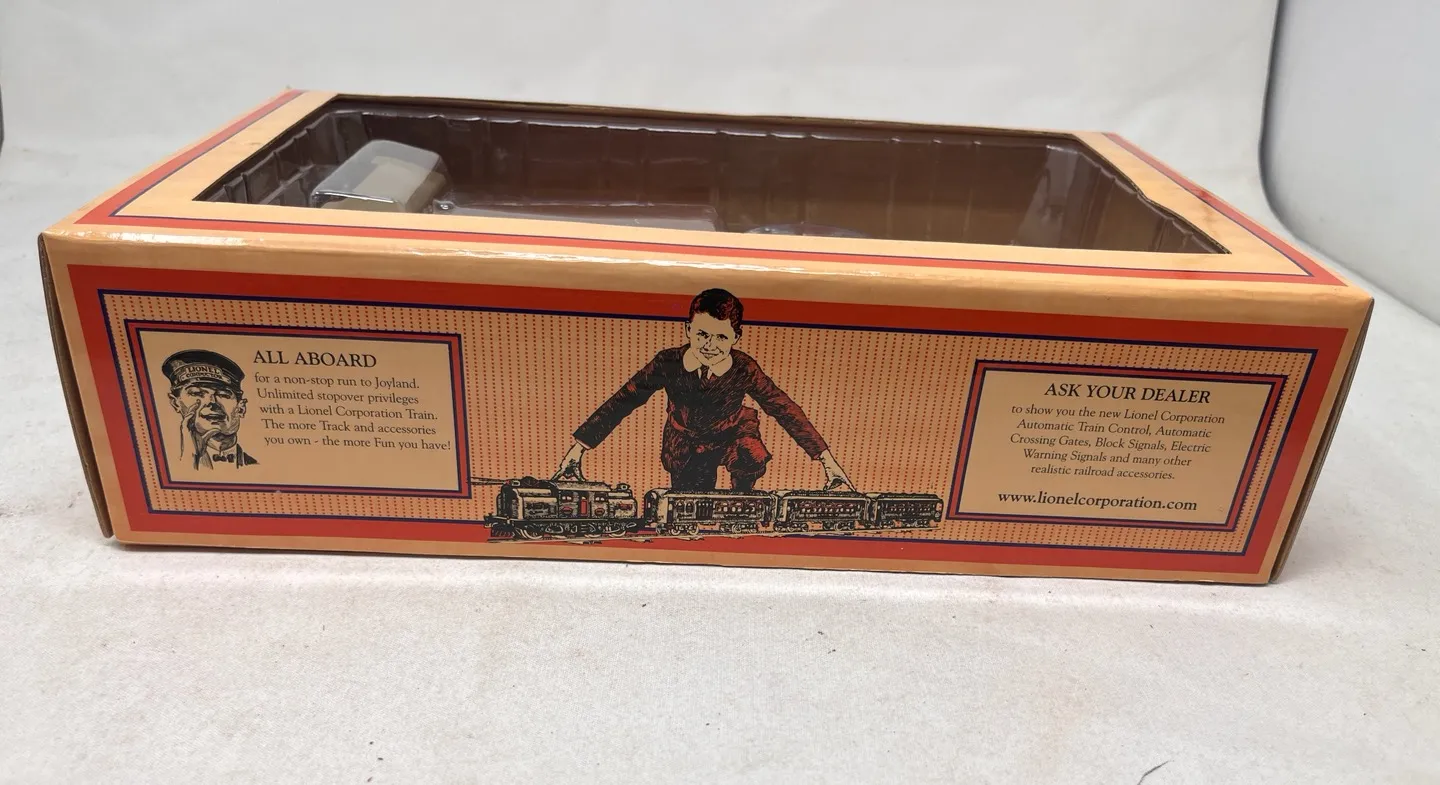 LIONEL
CONDUCTOR
ALL ABOARD
for a non-stop run to Joyland.
Unlimited stopover privileges
with a Lionel Corporation Train.
The more Track and accessories
you own - the more Fun you have!
ASK YOUR DEALER
to show you the new Lionel Corporation
Automatic Train Control, Automatic
Crossing Gates, Block Signals, Electric
Warning Signals and many other
realistic railroad accessories.
www.lionelcorporation.com